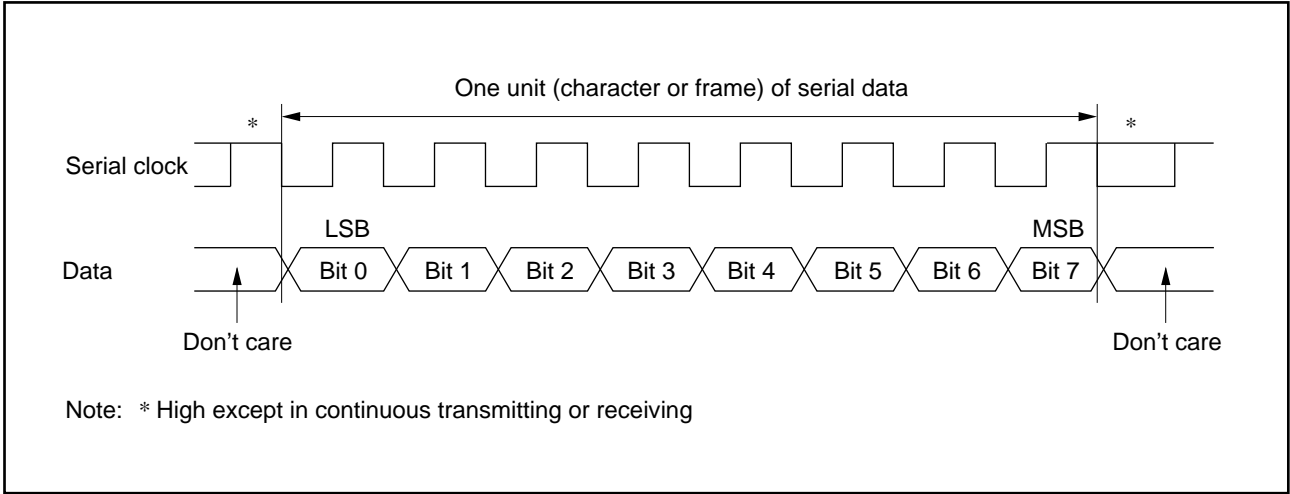 One unit (character or frame) of serial data
* *
Serial clock
LSB MSB
Data Bit 0 Bit 1 Bit 2 Bit 3 Bit 4 Bit 5 Bit 6 Bit 7
Don't care Don't care
Note: * High except in continuous transmitting or receiving